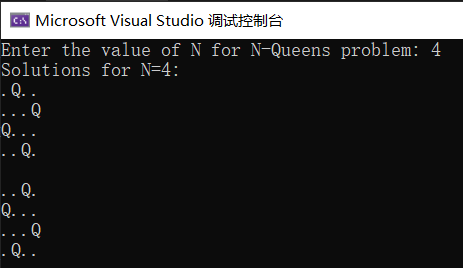 Microsoft Visual Studio 调试控制台
Enter the value of N for N-Queens problem: 4
Solutions for N=4:
.Q..
...Q
Q...
..Q.

..Q.
Q...
...Q
.Q..